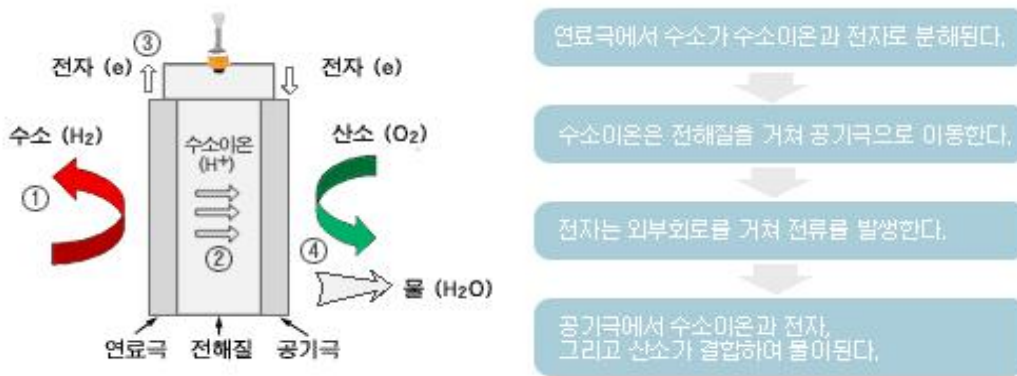 ③
전자 (e)
전자 (e)
수소 (H₂)
수소이온
(H⁺)
산소 (O₂)
①
②
④
물 (H₂O)
연료극
전해질
공기극
연료극에서 수소가 수소이온과 전자로 분해된다.
수소이온은 전해질을 거쳐 공기극으로 이동한다.
전자는 외부회로를 거쳐 전류를 발생한다.
공기극에서 수소이온과 전자,
그리고 산소가 결합하여 물이된다.